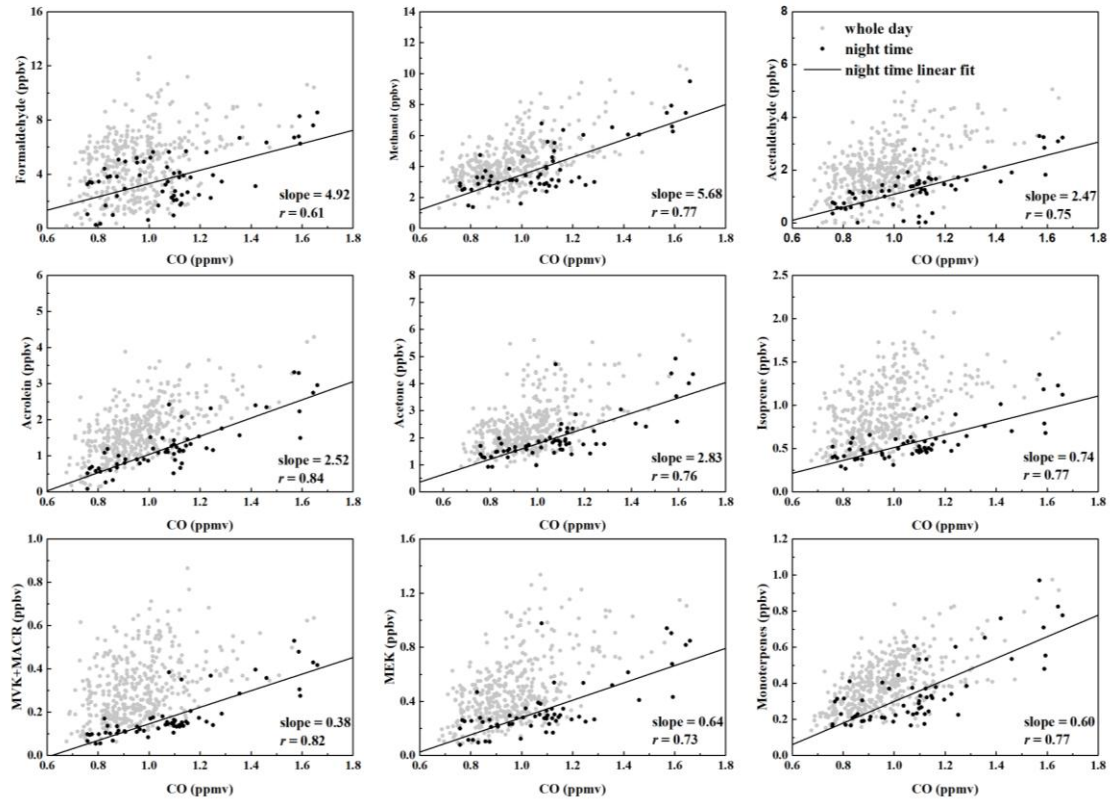 Formaldehyde (ppbv)
16
12
8
4
0
0.6 0.8 1.0 1.2 1.4 1.6 1.8
CO (ppmv)
slope = 4.92
r = 0.61
Methanol (ppbv)
14
12
10
8
6
4
2
0
0.6 0.8 1.0 1.2 1.4 1.6 1.8
CO (ppmv)
slope = 5.68
r = 0.77
Acetaldehyde (ppbv)
8
6
4
2
0
0.6 0.8 1.0 1.2 1.4 1.6 1.8
CO (ppmv)
whole day
night time
night time linear fit
slope = 2.47
r = 0.75
Acrolein (ppbv)
6
5
4
3
2
1
0
0.6 0.8 1.0 1.2 1.4 1.6 1.8
CO (ppmv)
slope = 2.52
r = 0.84
Acetone (ppbv)
8
7
6
5
4
3
2
1
0
0.6 0.8 1.0 1.2 1.4 1.6 1.8
CO (ppmv)
slope = 2.83
r = 0.76
Isoprene (ppbv)
2.5
2.0
1.5
1.0
0.5
0.0
0.6 0.8 1.0 1.2 1.4 1.6 1.8
CO (ppmv)
slope = 0.74
r = 0.77
MVK+MACR (ppbv)
1.0
0.8
0.6
0.4
0.2
0.0
0.6 0.8 1.0 1.2 1.4 1.6 1.8
CO (ppmv)
slope = 0.38
r = 0.82
MEK (ppbv)
1.6
1.2
0.8
0.4
0.0
0.6 0.8 1.0 1.2 1.4 1.6 1.8
CO (ppmv)
slope = 0.64
r = 0.73
Monoterpenes (ppbv)
1.2
1.0
0.8
0.6
0.4
0.2
0.0
0.6 0.8 1.0 1.2 1.4 1.6 1.8
CO (ppmv)
slope = 0.60
r = 0.77